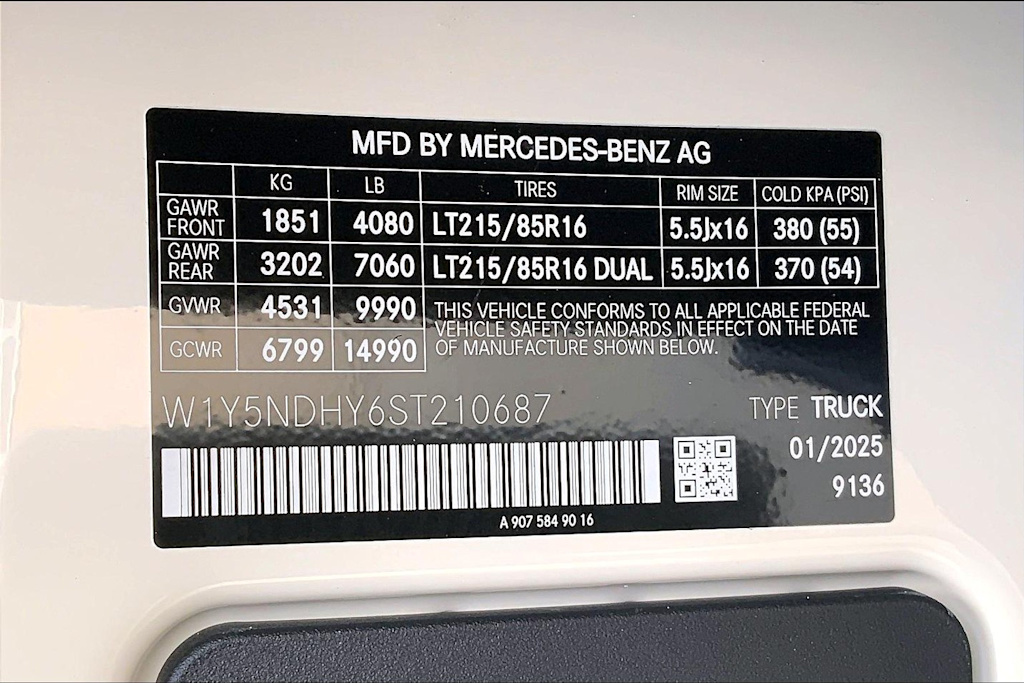 MFD BY MERCEDES-BENZ AG
KG LB TIRES RIM SIZE COLD KPA (PSI)
GAWR FRONT 1851 4080 LT215/85R16 5.5Jx16 380 (55)
GAWR REAR 3202 7060 LT215/85R16 DUAL 5.5Jx16 370 (54)
GVWR 4531 9990
GCWR 6799 14990
THIS VEHICLE CONFORMS TO ALL APPLICABLE FEDERAL
VEHICLE SAFETY STANDARDS IN EFFECT ON THE DATE
OF MANUFACTURE SHOWN BELOW.
W1Y5NDHY6ST210687 TYPE TRUCK
01/2025
9136
A 907 584 90 16